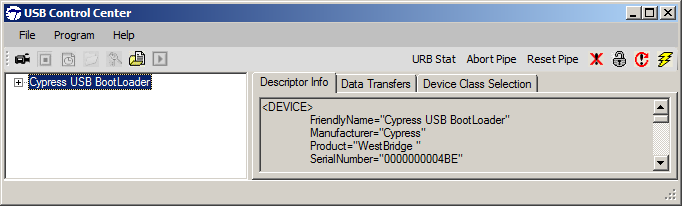 USB Control Center
File Program Help
URB Stat Abort Pipe Reset Pipe
Cypress USB BootLoader
Descriptor Info Data Transfers Device Class Selection
<DEVICE>
FriendlyName="Cypress USB BootLoader"
Manufacturer="Cypress"
Product="WestBridge "
SerialNumber="0000000004BE"